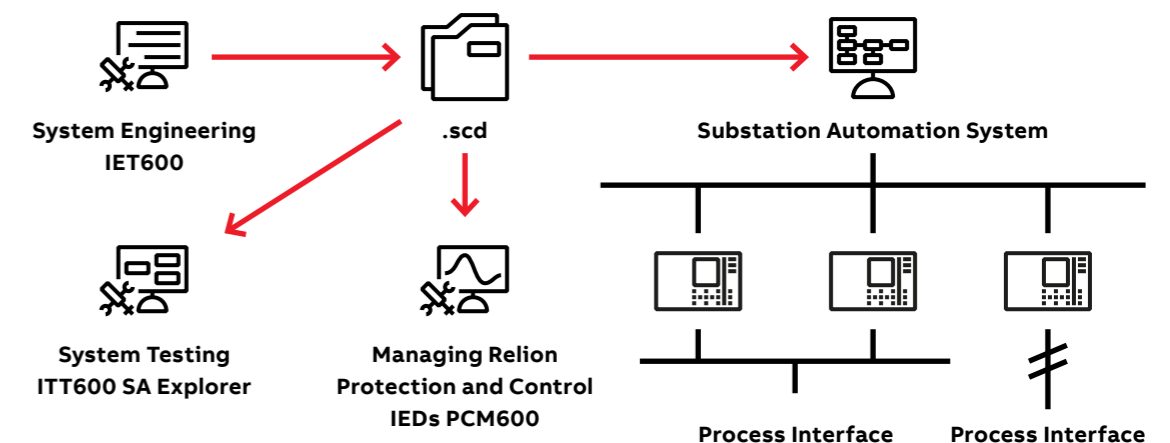 System Engineering
IET600
.scd
Substation Automation System
System Testing
ITT600 SA Explorer
Managing Relion
Protection and Control
IEDs PCM600
Process Interface
Process Interface